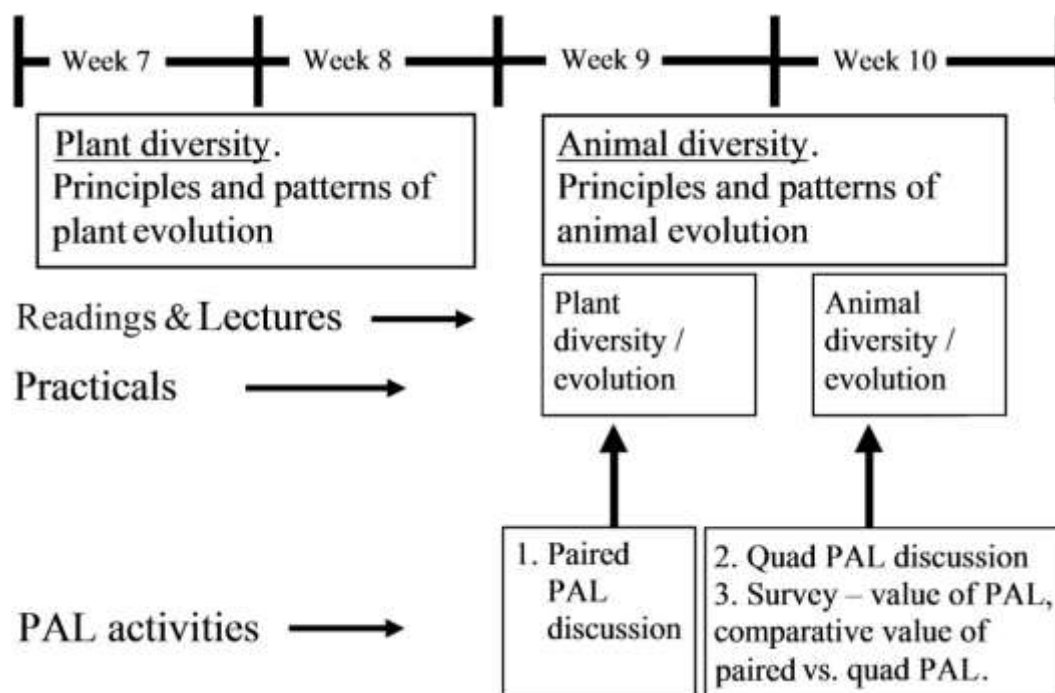 Week 7
Week 8
Week 9
Week 10
Plant diversity.
Principles and patterns of
plant evolution
Animal diversity.
Principles and patterns of
animal evolution
Readings & Lectures
Practicals
Plant
diversity /
evolution
Animal
diversity /
evolution
PAL activities
1. Paired
PAL
discussion
2. Quad PAL discussion
3. Survey – value of PAL,
comparative value of
paired vs. quad PAL.